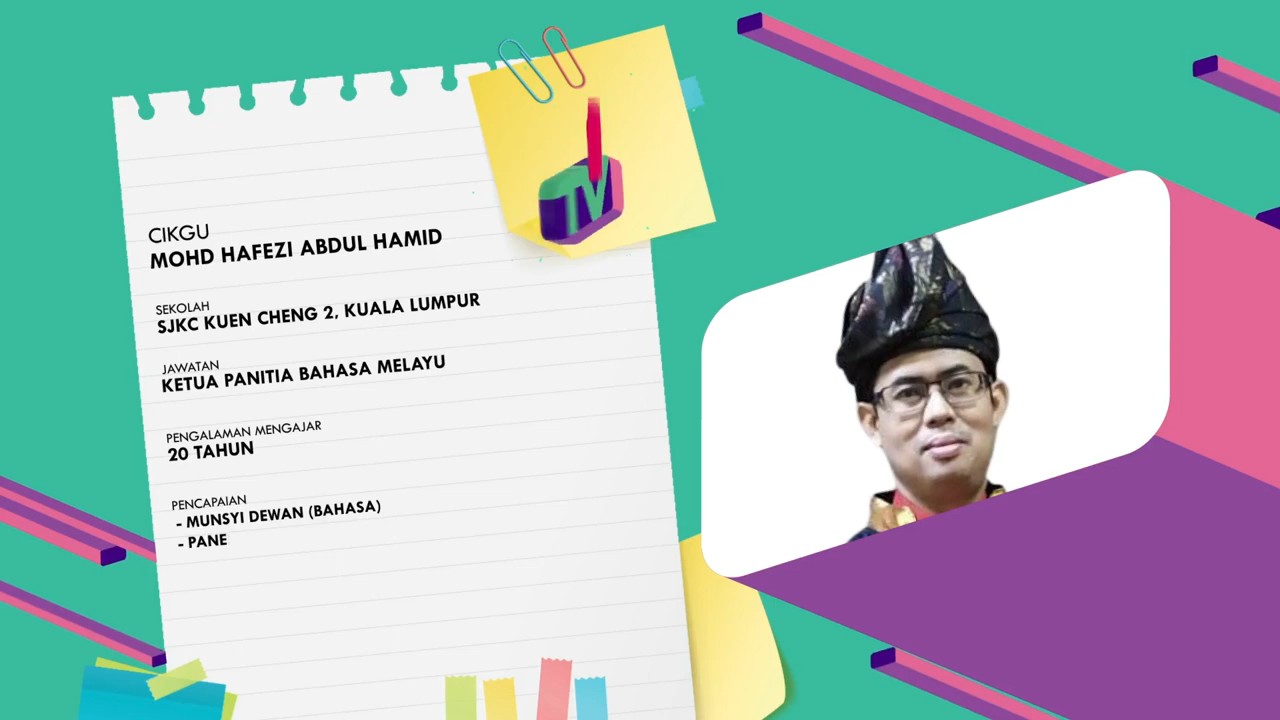 CIKGU
MOHD HAFEZI ABDUL HAMID
SEKOLAH
SJKC KUEN CHENG 2, KUALA LUMPUR
JAWATAN
KETUA PANITIA BAHASA MELAYU
PENGALAMAN MENGAJAR
20 TAHUN
PENCAPAIAN
- MUNSYI DEWAN (BAHASA)
- PANE
TV